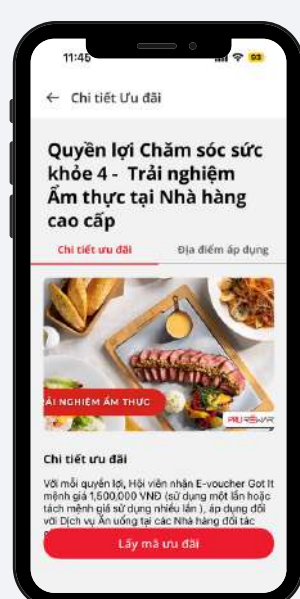 11:45
93
← Chi tiết Ưu đãi
Quyền lợi Chăm sóc sức
khỏe 4 - Trải nghiệm
Ẩm thực tại Nhà hàng
cao cấp
Chi tiết ưu đãi
Địa điểm áp dụng
TRẢI NGHIỆM ẨM THỰC
PRUREWARD
Chi tiết ưu đãi
Với mỗi quyền lợi, Hội viên nhận E-voucher Got It
mệnh giá 1,500,000 VNĐ (sử dụng một lần hoặc
tách mệnh giá sử dụng nhiều lần ), áp dụng đối
với Dịch vụ Ăn uống tại các Nhà hàng đối tác
Lấy mã ưu đãi